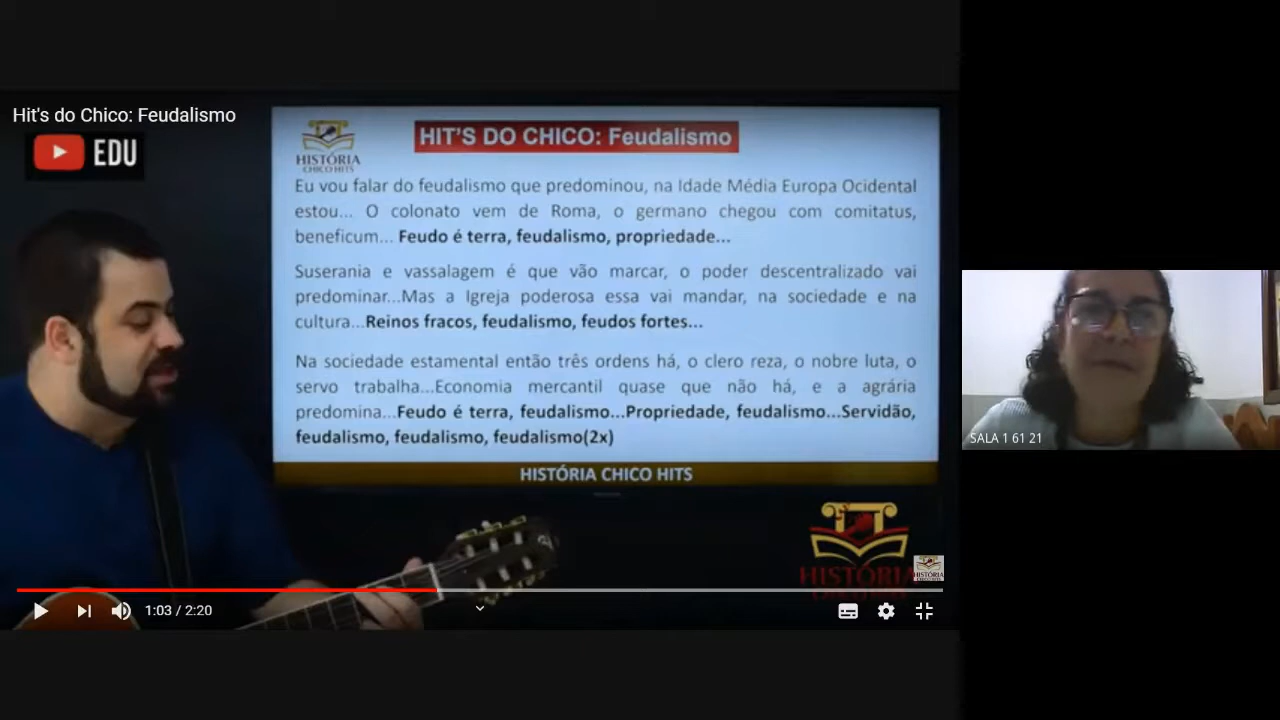 Hit's do Chico: Feudalismo
EDU
HISTÓRIA
CHICO HITS
HIT'S DO CHICO: Feudalismo
Eu vou falar do feudalismo que predominou, na Idade Média Europa Ocidental
estou... O colonato vem de Roma, o germano chegou com comitatus,
beneficum... Feudo é terra, feudalismo, propriedade...
Suserania e vassalagem é que vão marcar, o poder descentralizado vai
predominar...Mas a Igreja poderosa essa vai mandar, na sociedade e na
cultura...Reinos fracos, feudalismo, feudos fortes...
Na sociedade estamental então três ordens há, o clero reza, o nobre luta, o
servo trabalha...Economia mercantil quase que não há, e a agrária
predomina...Feudo é terra, feudalismo...Propriedade, feudalismo...Servidão,
feudalismo, feudalismo, feudalismo(2x)
HISTÓRIA CHICO HITS
HISTÓRIA
1:03 / 2:20
SALA 1 61 21